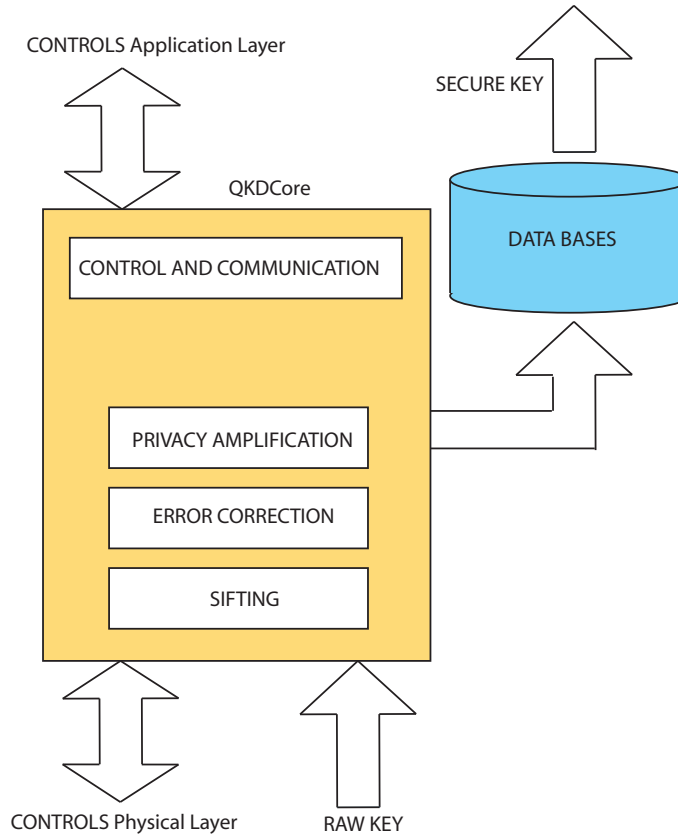 CONTROLS Application Layer
SECURE KEY
QKDCore
DATA BASES
CONTROL AND COMMUNICATION
PRIVACY AMPLIFICATION
ERROR CORRECTION
SIFTING
CONTROLS Physical Layer
RAW KEY